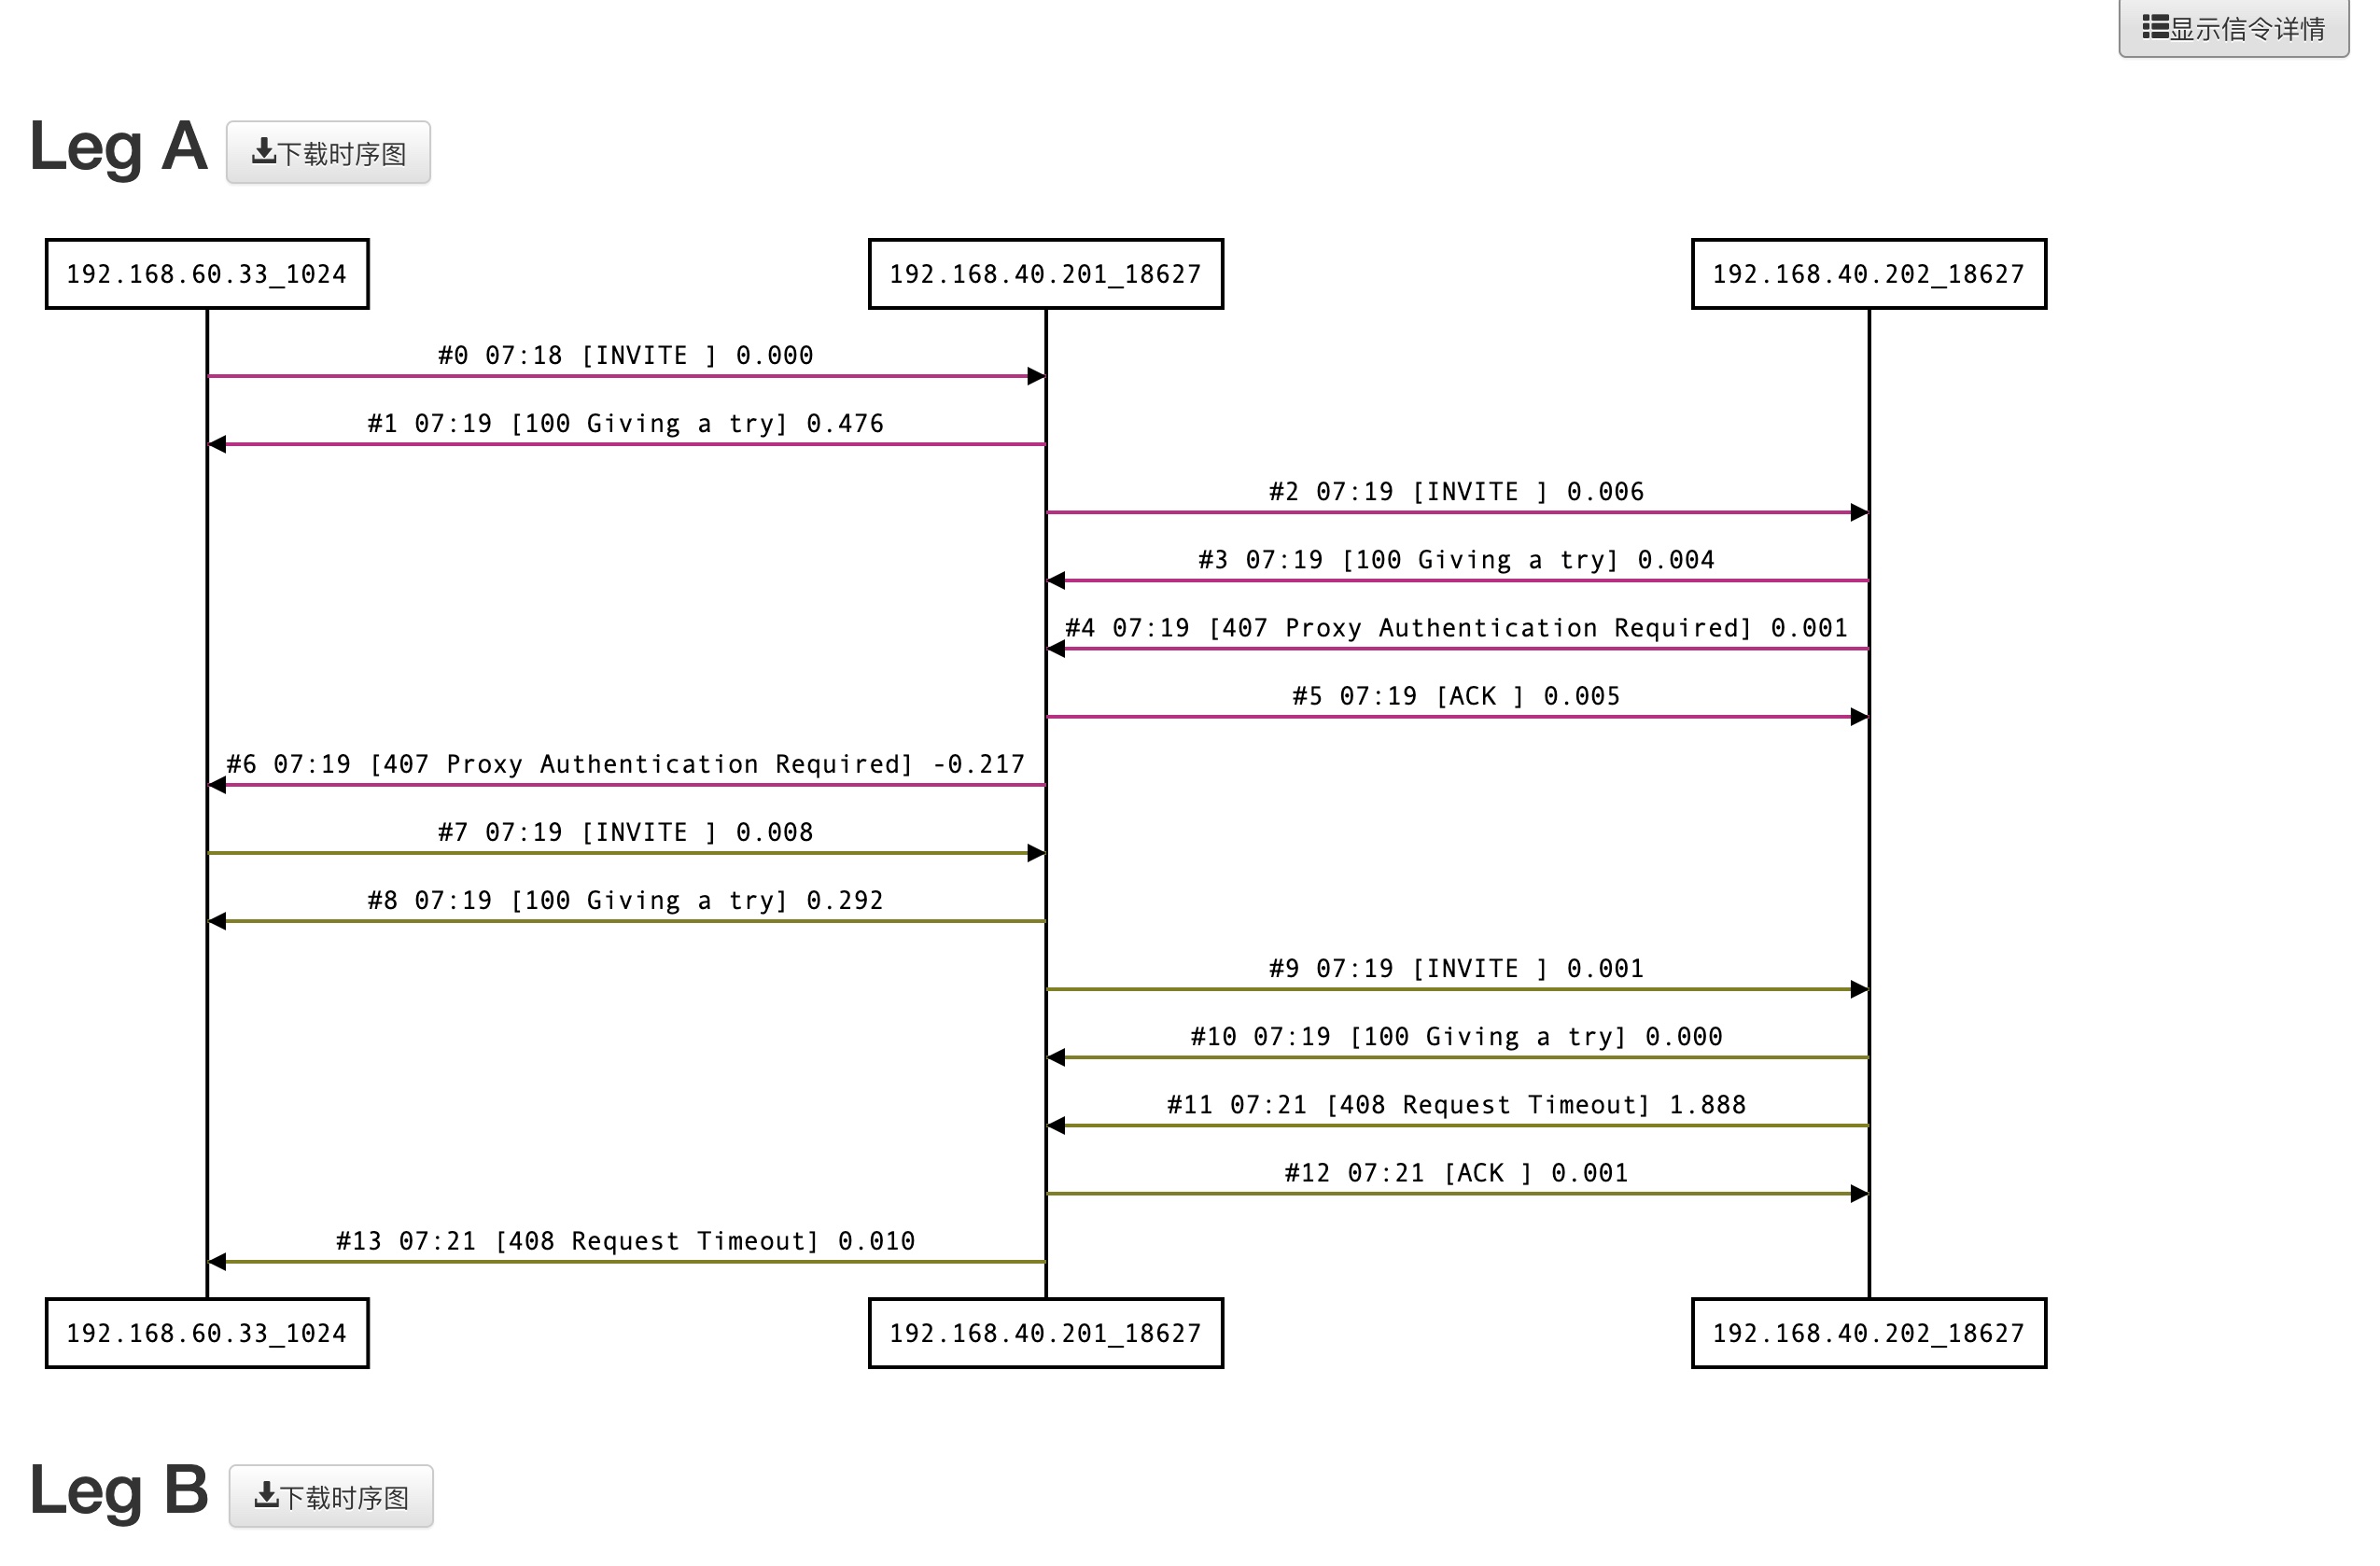 显示信令详情
Leg A 下载时序图
192.168.60.33_1024 192.168.40.201_18627 192.168.40.202_18627
#0 07:18 [INVITE ] 0.000
#1 07:19 [100 Giving a try] 0.476
#2 07:19 [INVITE ] 0.006
#3 07:19 [100 Giving a try] 0.004
#4 07:19 [407 Proxy Authentication Required] 0.001
#5 07:19 [ACK ] 0.005
#6 07:19 [407 Proxy Authentication Required] -0.217
#7 07:19 [INVITE ] 0.008
#8 07:19 [100 Giving a try] 0.292
#9 07:19 [INVITE ] 0.001
#10 07:19 [100 Giving a try] 0.000
#11 07:21 [408 Request Timeout] 1.888
#12 07:21 [ACK ] 0.001
#13 07:21 [408 Request Timeout] 0.010
192.168.60.33_1024 192.168.40.201_18627 192.168.40.202_18627
Leg B 下载时序图